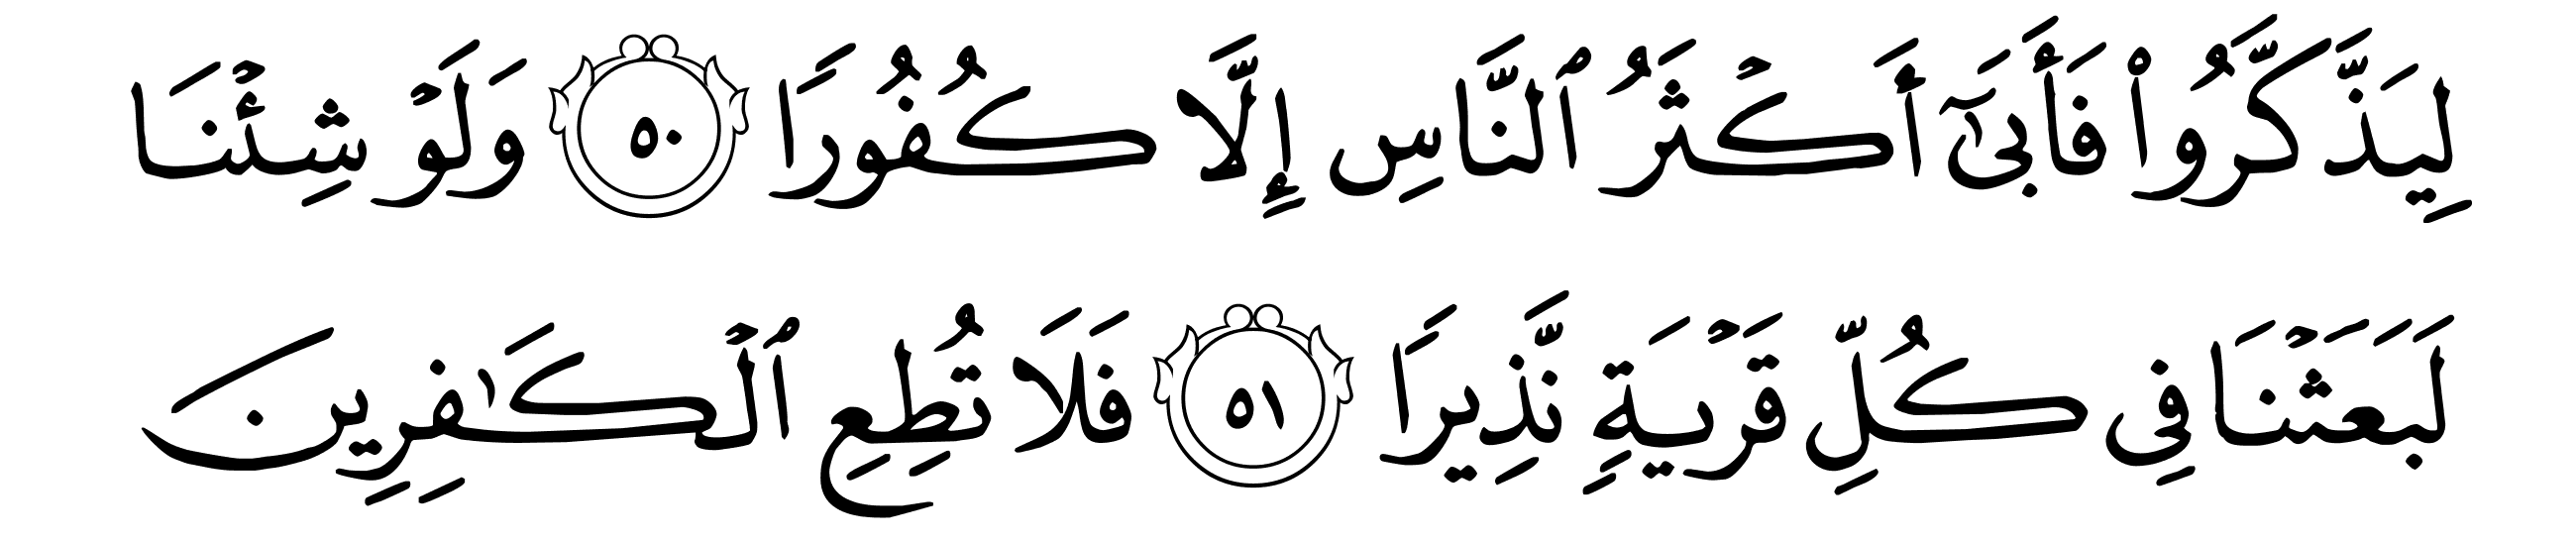 لِيَذَّكَّرُوا۟ فَأَبَىٰٓ أَكْثَرُ ٱلنَّاسِ إِلَّا كُفُورًا ٥٠ وَلَوْ شِئْنَا
لَبَعَثْنَا فِى كُلِّ قَرْيَةٍ نَّذِيرًا ٥١ فَلَا تُطِعِ ٱلْكَـٰفِرِينَ